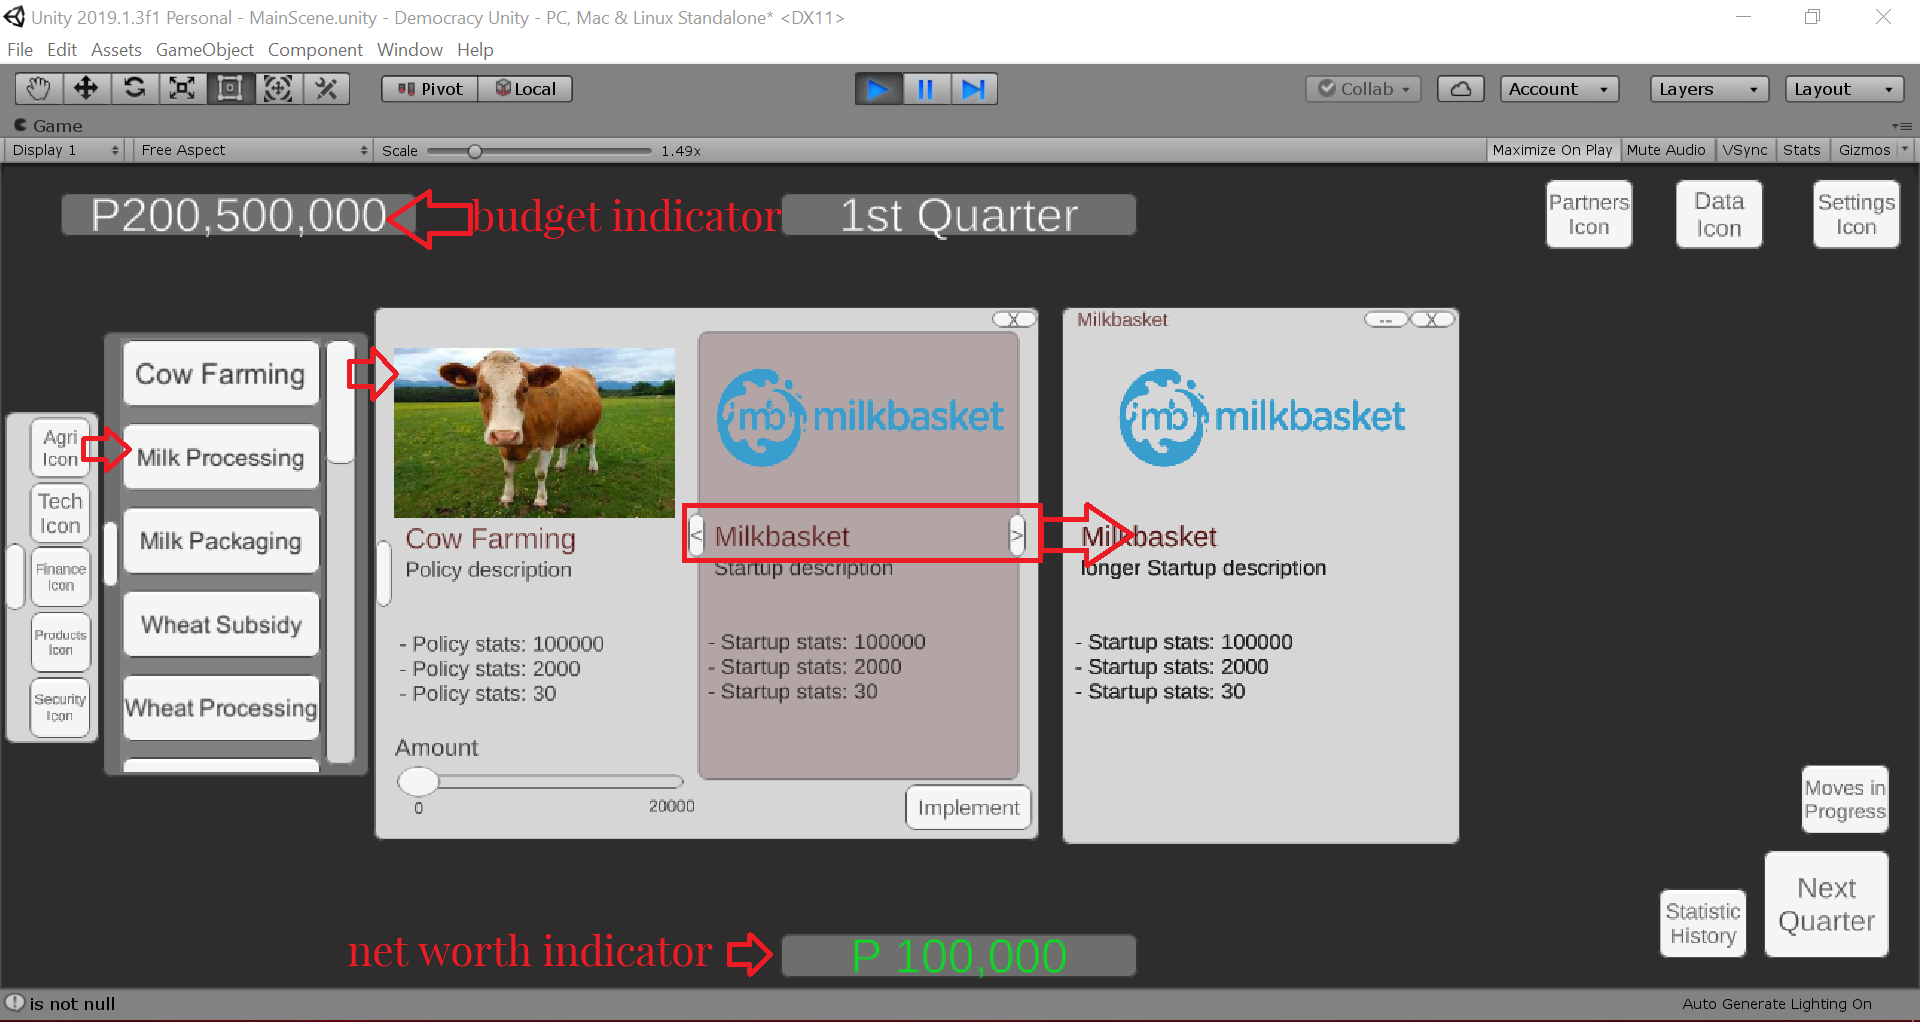 Unity 2019.1.3f1 Personal - MainScene.unity - Democracy Unity - PC, Mac & Linux Standalone* <DX11>
File Edit Assets GameObject Component Window Help
Pivot Local Collab Account Layers Layout
Game
Display 1 Free Aspect Scale 1.49x Maximize On Play Mute Audio VSync Stats Gizmos
P200,500,000 budget indicator 1st Quarter
Partners
Icon
Data
Icon
Settings
Icon
Agri
Icon
Tech
Icon
Finance
Icon
Products
Icon
Security
Icon
Cow Farming
Milk Processing
Milk Packaging
Wheat Subsidy
Wheat Processing
X
Cow Farming
Policy description
- Policy stats: 100000
- Policy stats: 2000
- Policy stats: 30
Amount
0 20000
mb milkbasket
< Milkbasket >
Startup description
- Startup stats: 100000
- Startup stats: 2000
- Startup stats: 30
Implement
Milkbasket -- X
mb milkbasket
Milkbasket
longer Startup description
- Startup stats: 100000
- Startup stats: 2000
- Startup stats: 30
Moves in
Progress
Statistic
History
Next
Quarter
net worth indicator P 100,000
is not null Auto Generate Lighting On